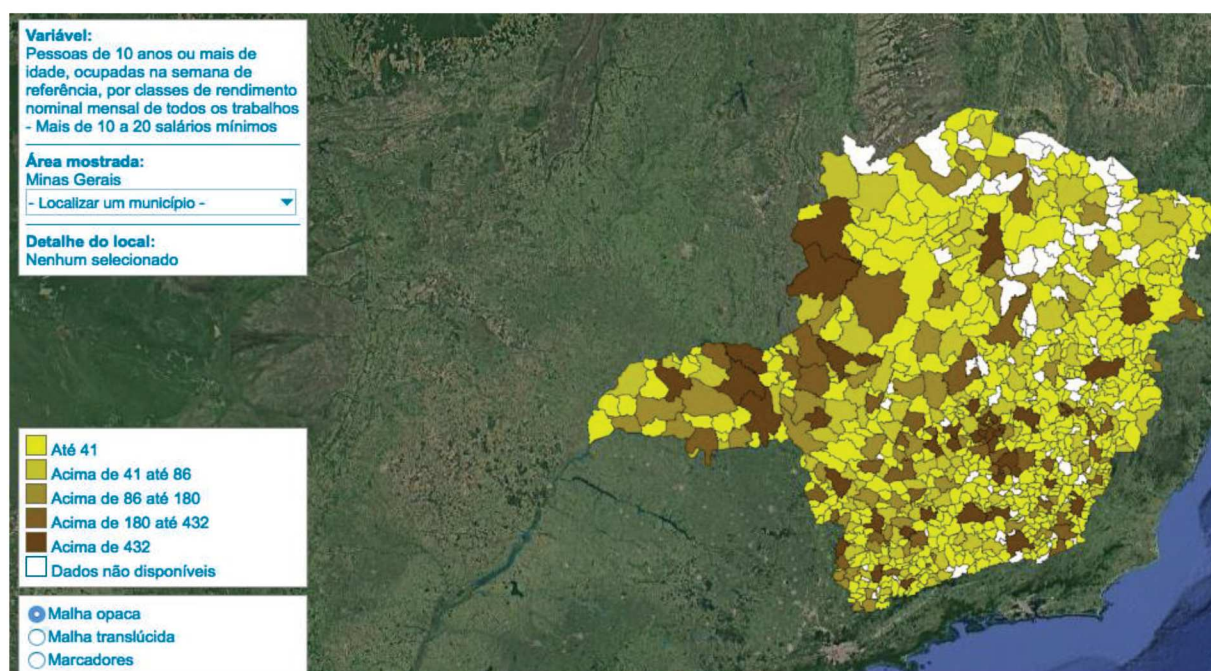 Variável:
Pessoas de 10 anos ou mais de
idade, ocupadas na semana de
referência, por classes de rendimento
nominal mensal de todos os trabalhos
- Mais de 10 a 20 salários mínimos
Área mostrada:
Minas Gerais
- Localizar um município -
Detalhe do local:
Nenhum selecionado
Até 41
Acima de 41 até 86
Acima de 86 até 180
Acima de 180 até 432
Acima de 432
Dados não disponíveis
Malha opaca
Malha translúcida
Marcadores